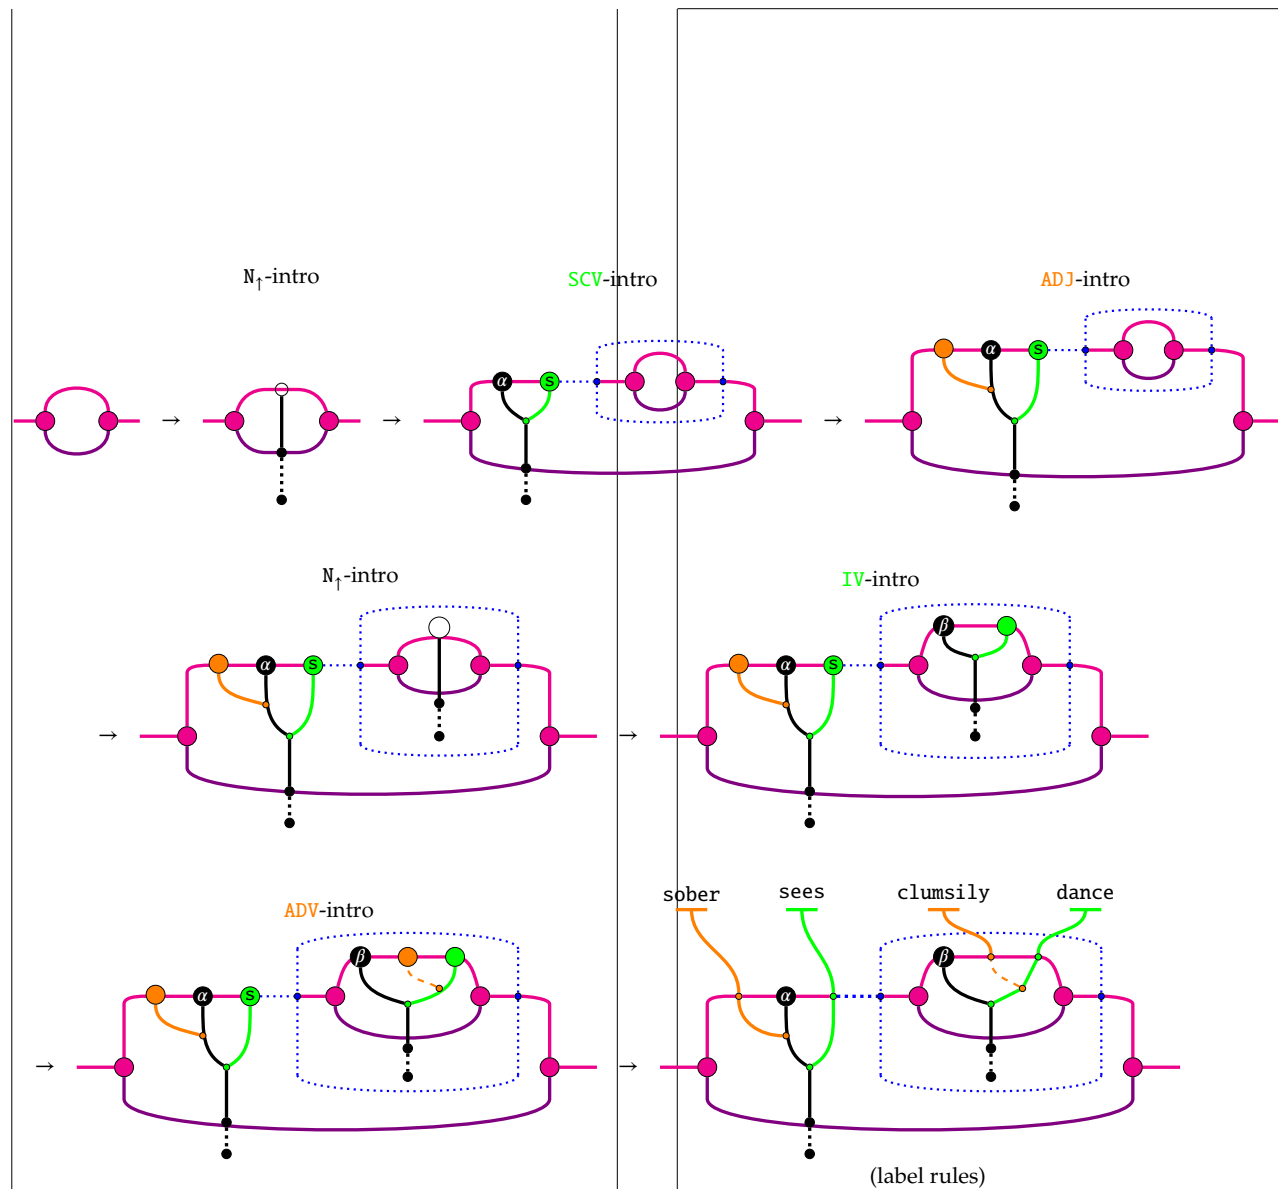 N↑-intro
SCV-intro
ADJ-intro
→
→
α
S
→
α
S
N↑-intro
IV-intro
→
α
S
→
α
S
β
ADV-intro
sober
sees
clumsily
dance
→
α
S
β
→
α
β
(label rules)